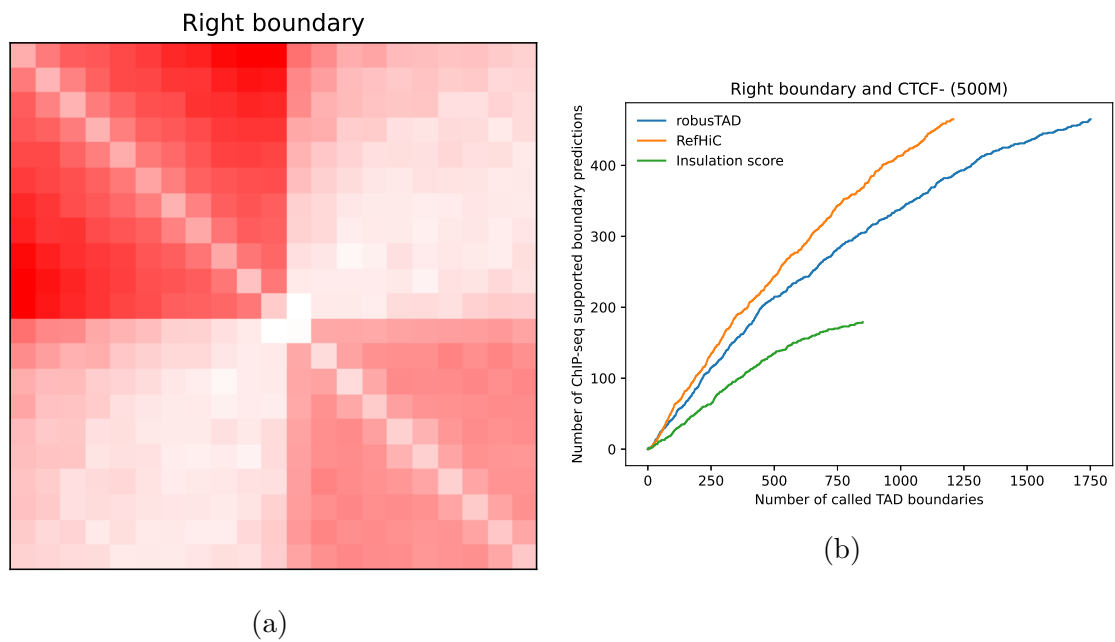 Right boundary
(a)
Right boundary and CTCF- (500M)
Number of ChIP-seq supported boundary predictions
400
300
200
100
0
robusTAD
RefHiC
Insulation score
0 250 500 750 1000 1250 1500 1750
Number of called TAD boundaries
(b)